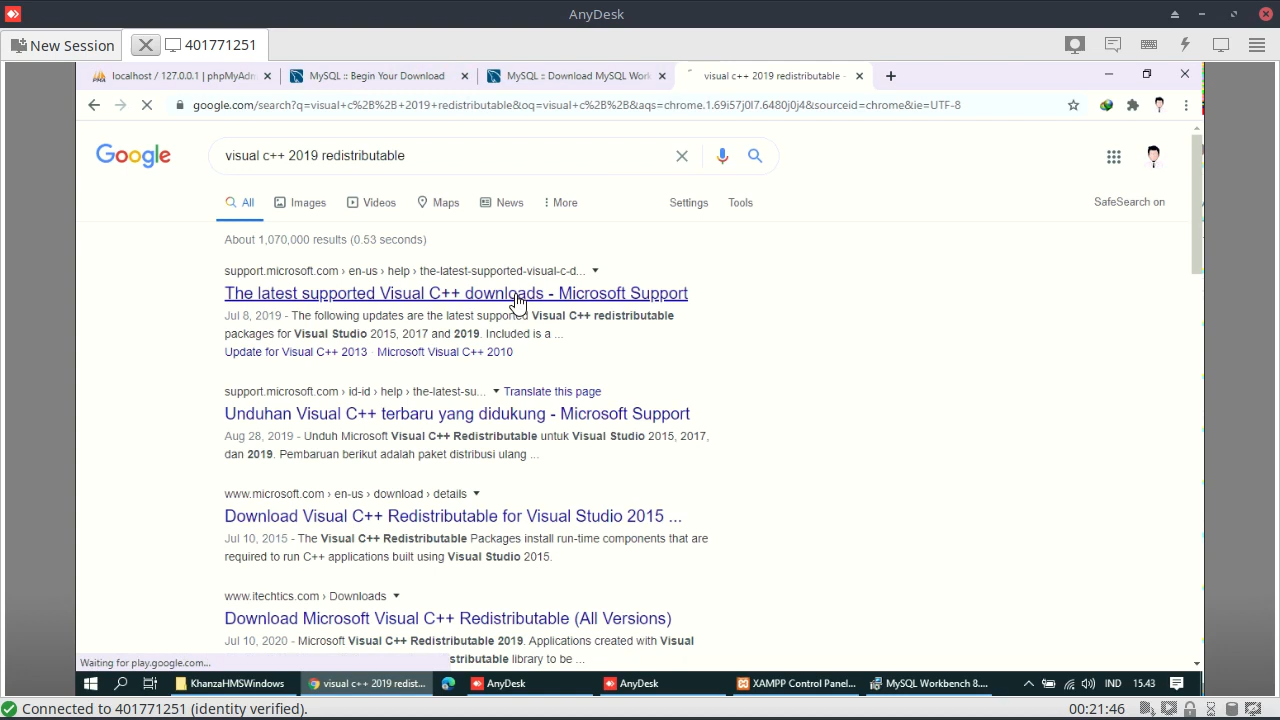 AnyDesk
New Session
401771251
localhost / 127.0.0.1 | phpMyAdn
MySQL :: Begin Your Download
MySQL :: Download MySQL Work
visual c++ 2019 redistributable -
google.com/search?q=visual+c%2B%2B+2019+redistributable&oq=visual+c%2B%2B&aqs=chrome.1.69i57j0l7.6480j0j4&sourceid=chrome&ie=UTF-8
Google
visual c++ 2019 redistributable
All
Images
Videos
Maps
News
More
Settings
Tools
SafeSearch on
About 1,070,000 results (0.53 seconds)
support.microsoft.com › en-us › help › the-latest-supported-visual-c-d...
The latest supported Visual C++ downloads - Microsoft Support
Jul 8, 2019 - The following updates are the latest supported Visual C++ redistributable
packages for Visual Studio 2015, 2017 and 2019. Included is a ...
Update for Visual C++ 2013 · Microsoft Visual C++ 2010
support.microsoft.com › id-id › help › the-latest-su... Translate this page
Unduhan Visual C++ terbaru yang didukung - Microsoft Support
Aug 28, 2019 - Unduh Microsoft Visual C++ Redistributable untuk Visual Studio 2015, 2017,
dan 2019. Pembaruan berikut adalah paket distribusi ulang ...
www.microsoft.com › en-us › download › details
Download Visual C++ Redistributable for Visual Studio 2015 ...
Jul 10, 2015 - The Visual C++ Redistributable Packages install run-time components that are
required to run C++ applications built using Visual Studio 2015.
www.itechtics.com › Downloads
Download Microsoft Visual C++ Redistributable (All Versions)
Jul 10, 2020 - Microsoft Visual C++ Redistributable 2019. Applications created with Visual
stributable library to be ...
Waiting for play.google.com...
KhanzaHMSWindows
visual c++ 2019 redist...
AnyDesk
AnyDesk
XAMPP Control Panel...
MySQL Workbench 8....
IND
15.43
Connected to 401771251 (identity verified).
00:21:46